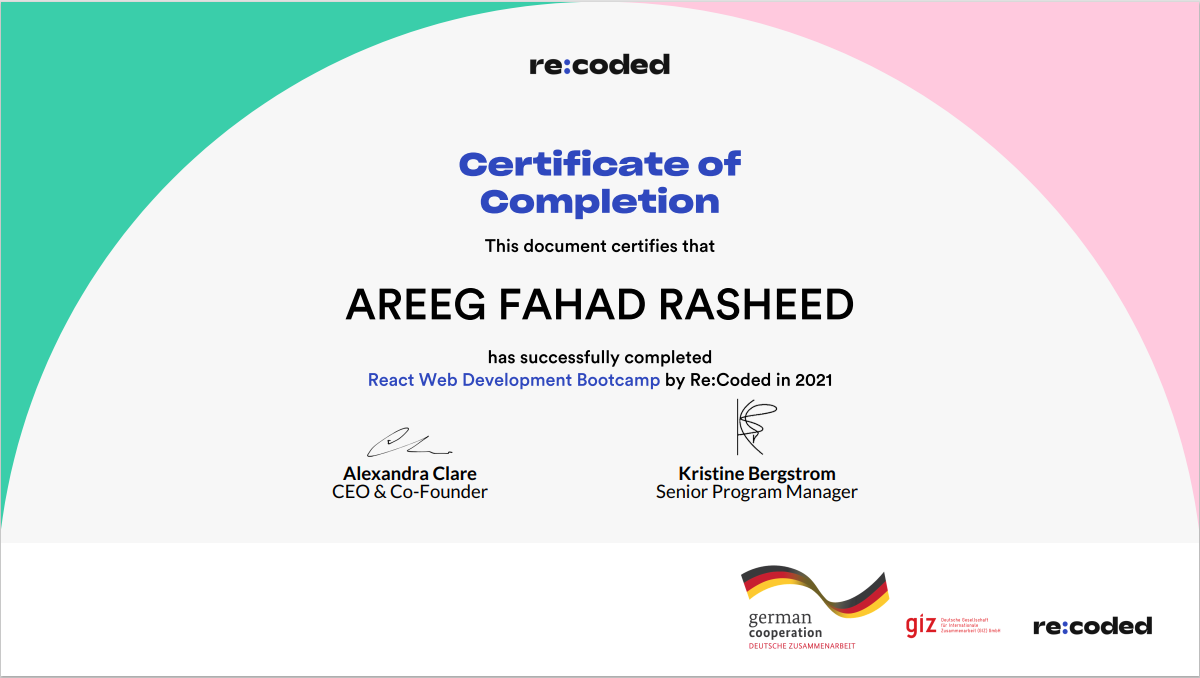 re:coded
Certificate of
Completion
This document certifies that
AREEG FAHAD RASHEED
has successfully completed
React Web Development Bootcamp by Re:Coded in 2021
Alexandra Clare
CEO & Co-Founder
Kristine Bergstrom
Senior Program Manager
german
cooperation
DEUTSCHE ZUSAMMENARBEIT
giz
Deutsche Gesellschaft
für Internationale
Zusammenarbeit (GIZ) GmbH
re:coded